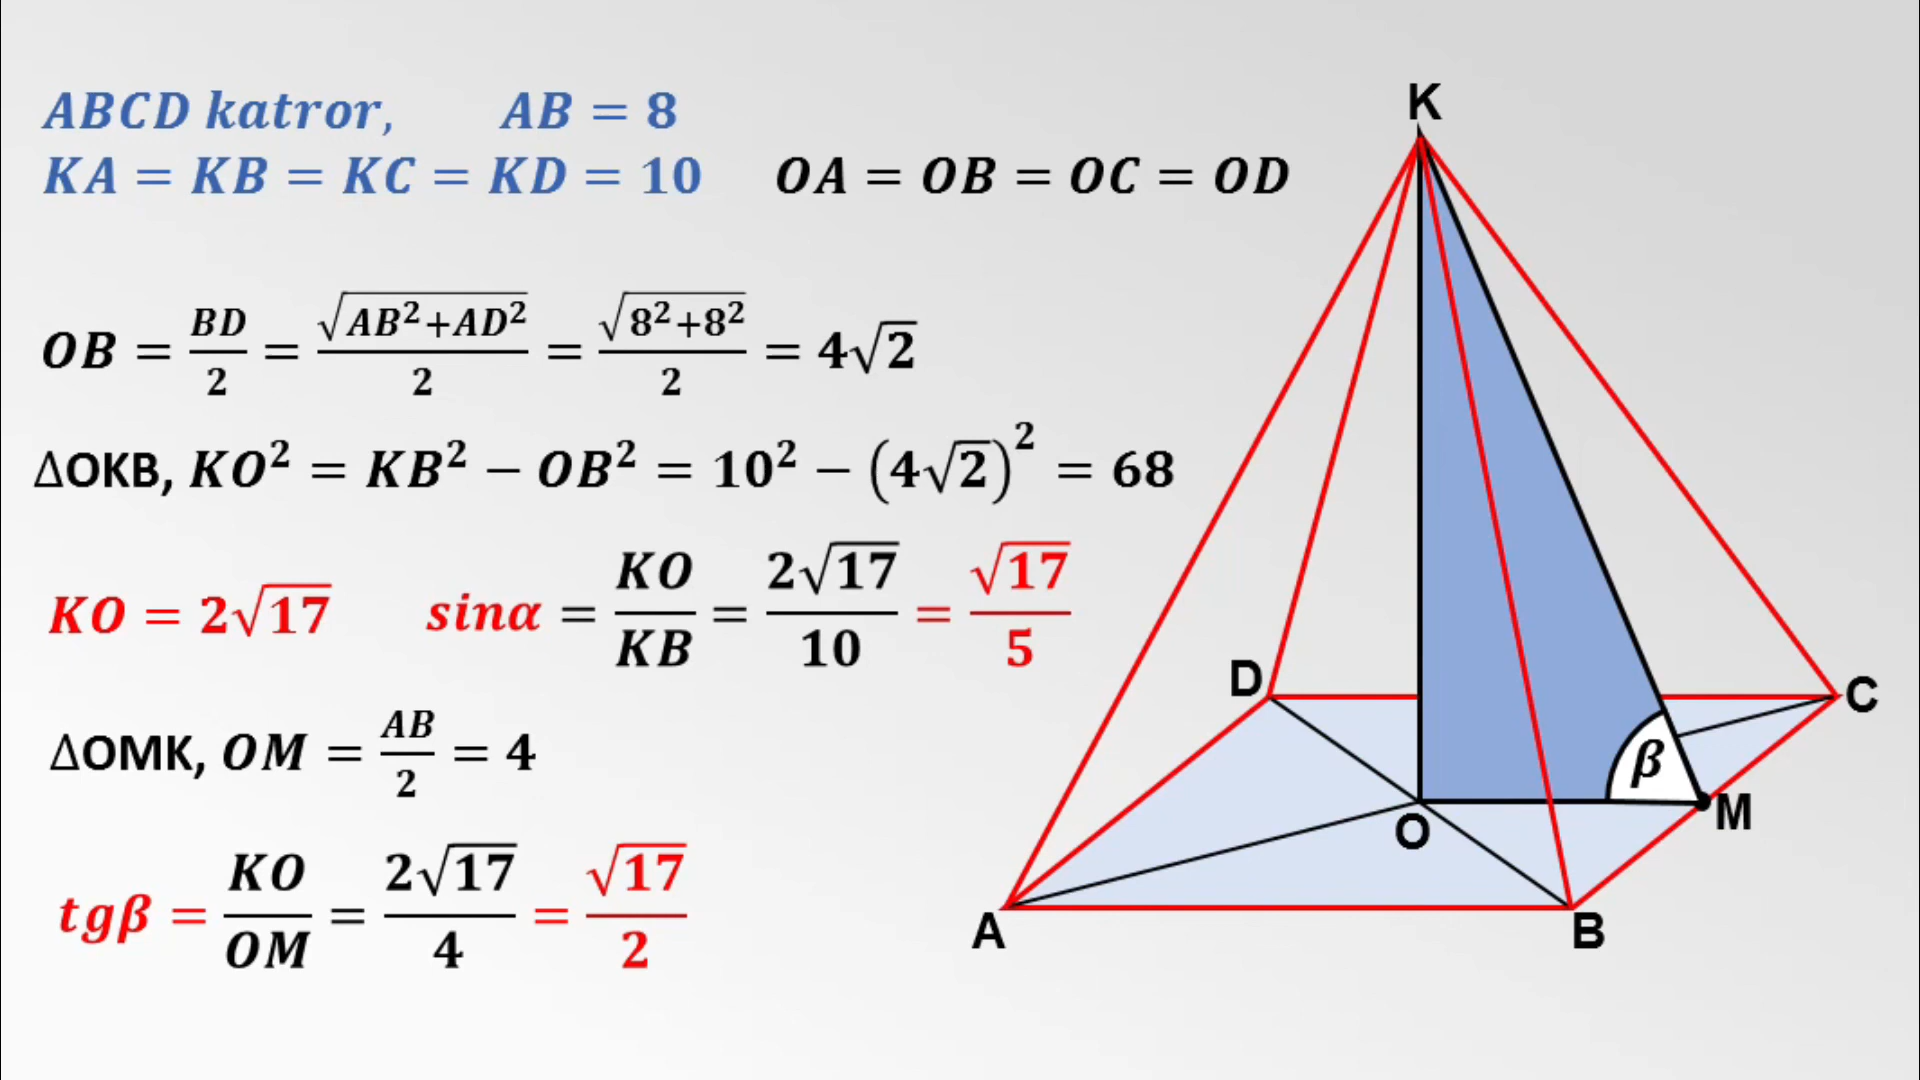 ABCD katror, AB = 8
KA = KB = KC = KD = 10 OA = OB = OC = OD
OB = BD/2 = √(AB²+AD²)/2 = √(8²+8²)/2 = 4√2
∆OKB, KO² = KB² − OB² = 10² − (4√2)² = 68
KO = 2√17 sinα = KO/KB = 2√17/10 = √17/5
∆OMK, OM = AB/2 = 4
tgβ = KO/OM = 2√17/4 = √17/2
K
D
C
β
M
O
A
B